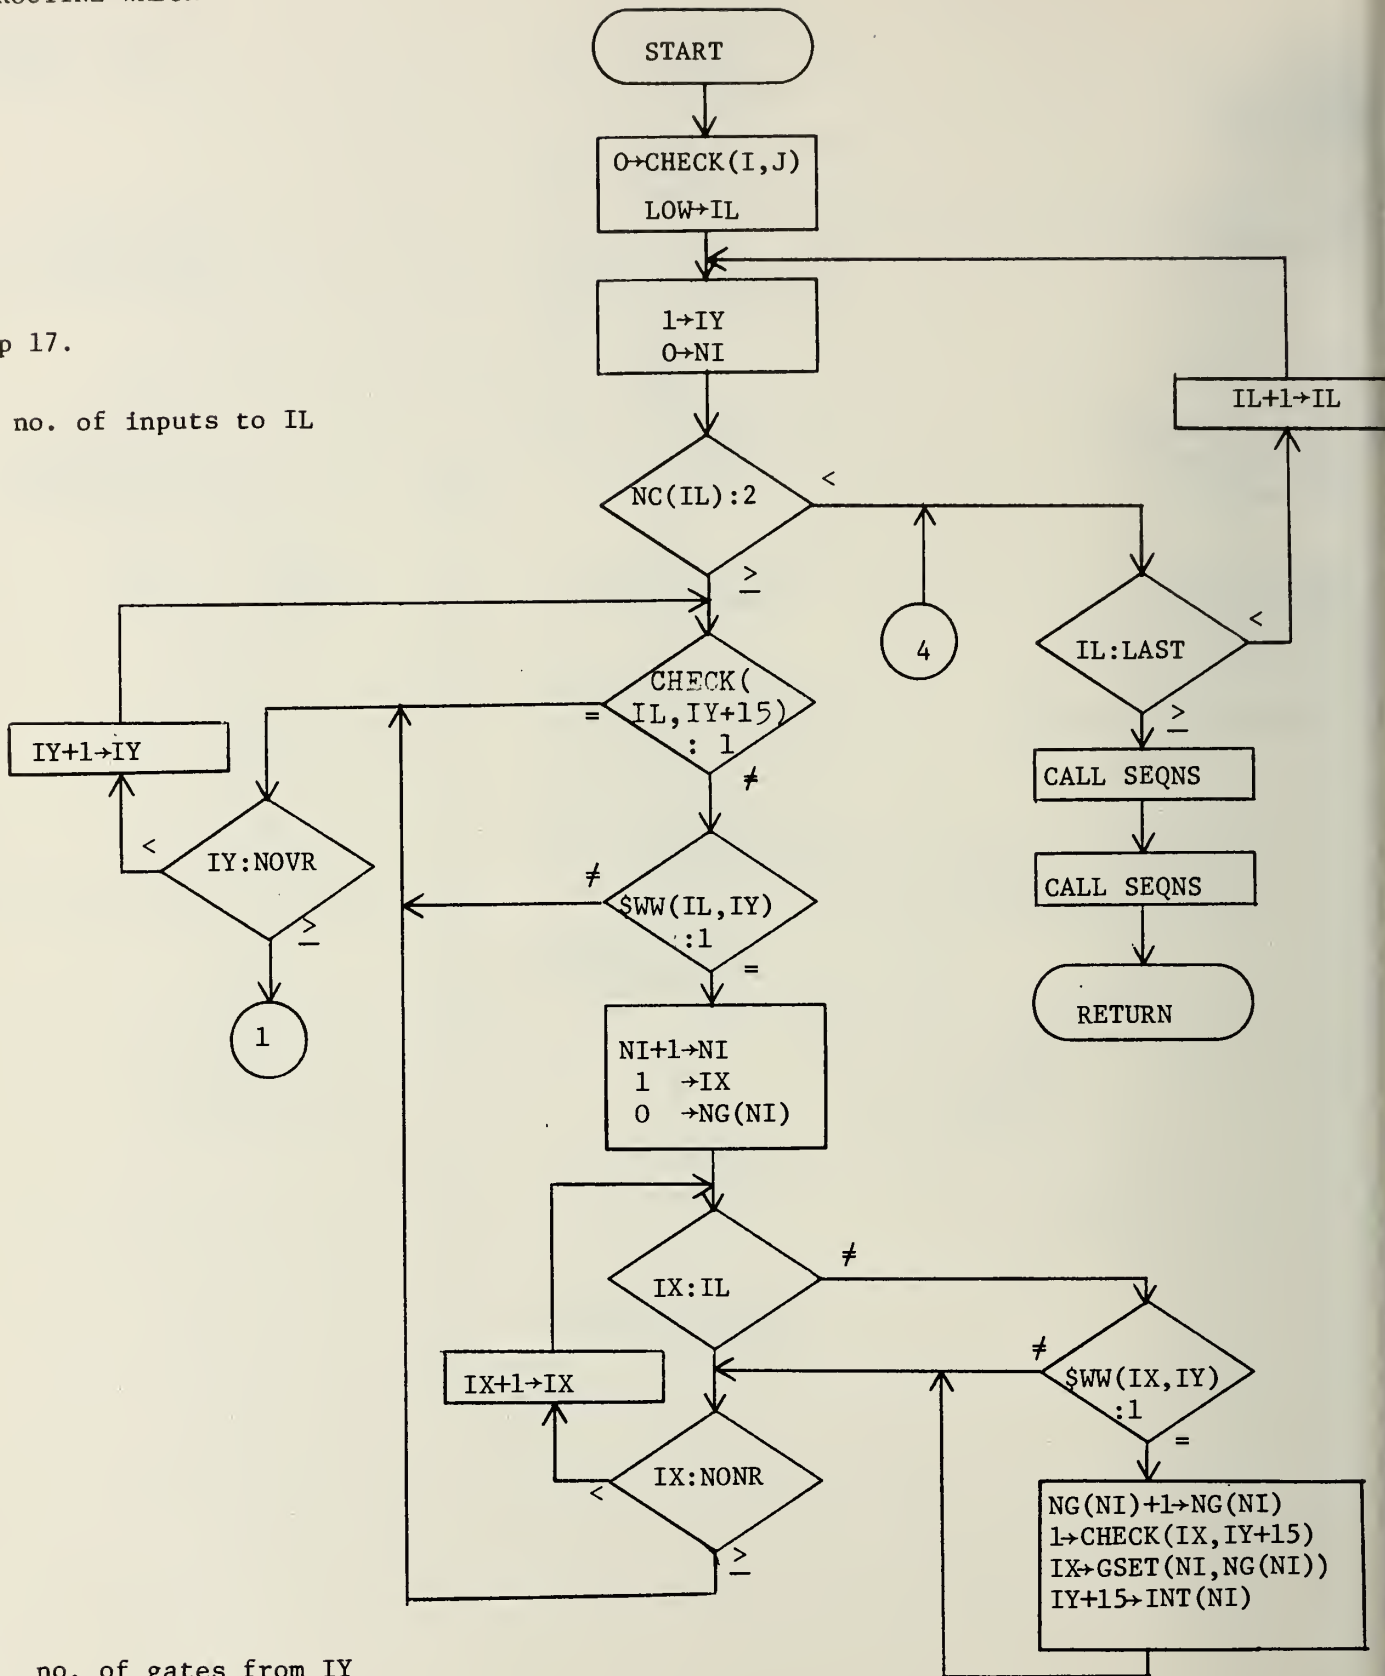 START
0→CHECK(I,J)
LOW→IL
1→IY
0→NI
p 17.
IL+1→IL
no. of inputs to IL
NC(IL):2
<
≥
4
<
IL:LAST
CHECK(
IL,IY+15)
: 1
=
≠
≥
IY+1→IY
CALL SEQNS
<
IY:NOVR
≥
≠
$WW(IL,IY)
:1
=
CALL SEQNS
RETURN
1
NI+1→NI
1 →IX
0 →NG(NI)
≠
IX:IL
≠
$WW(IX,IY)
:1
=
IX+1→IX
IX:NONR
<
≥
NG(NI)+1→NG(NI)
1→CHECK(IX,IY+15)
IX→GSET(NI,NG(NI))
IY+15→INT(NI)
no. of gates from IY